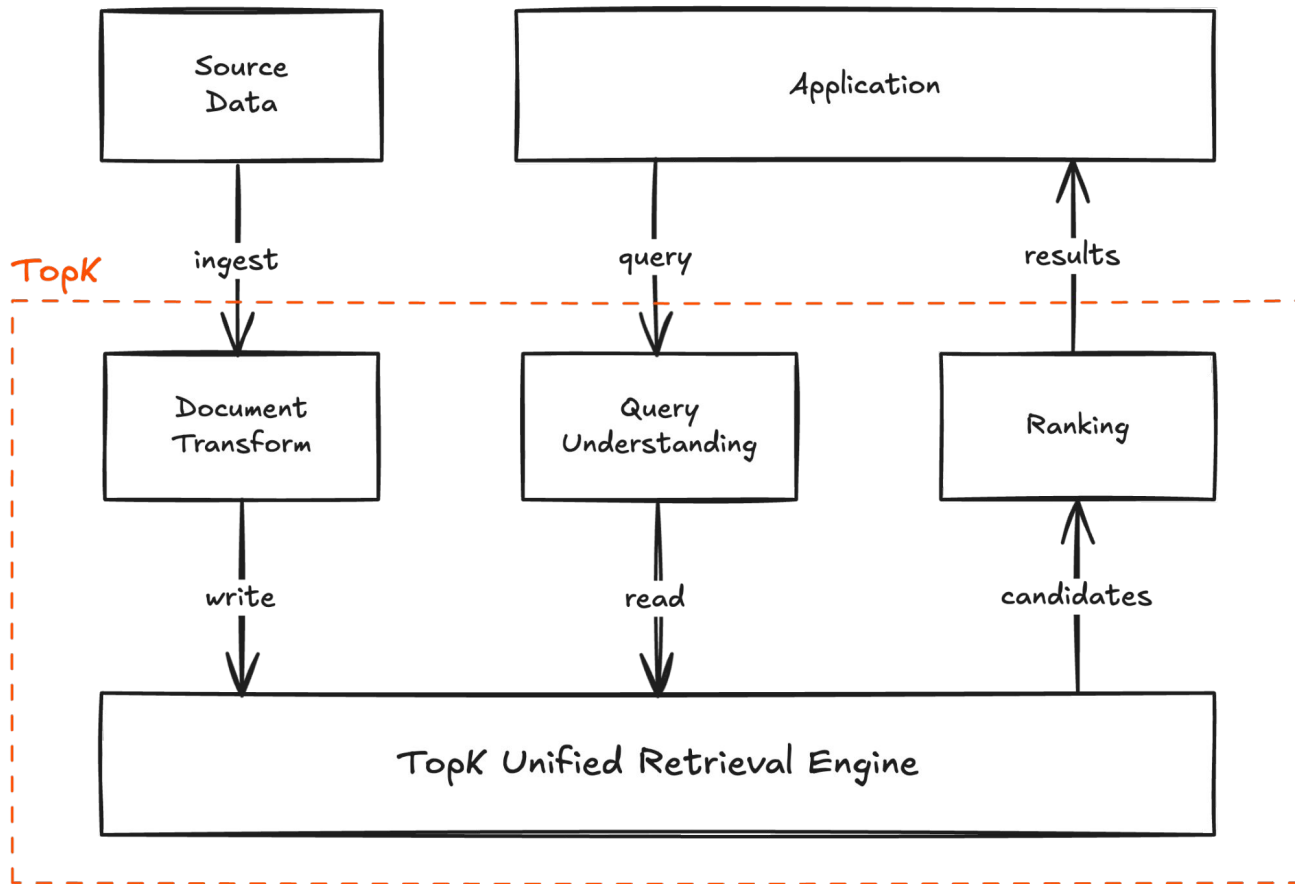 Source
Data
Application
ingest
query
results
TopK
Document
Transform
Query
Understanding
Ranking
write
read
candidates
TopK Unified Retrieval Engine